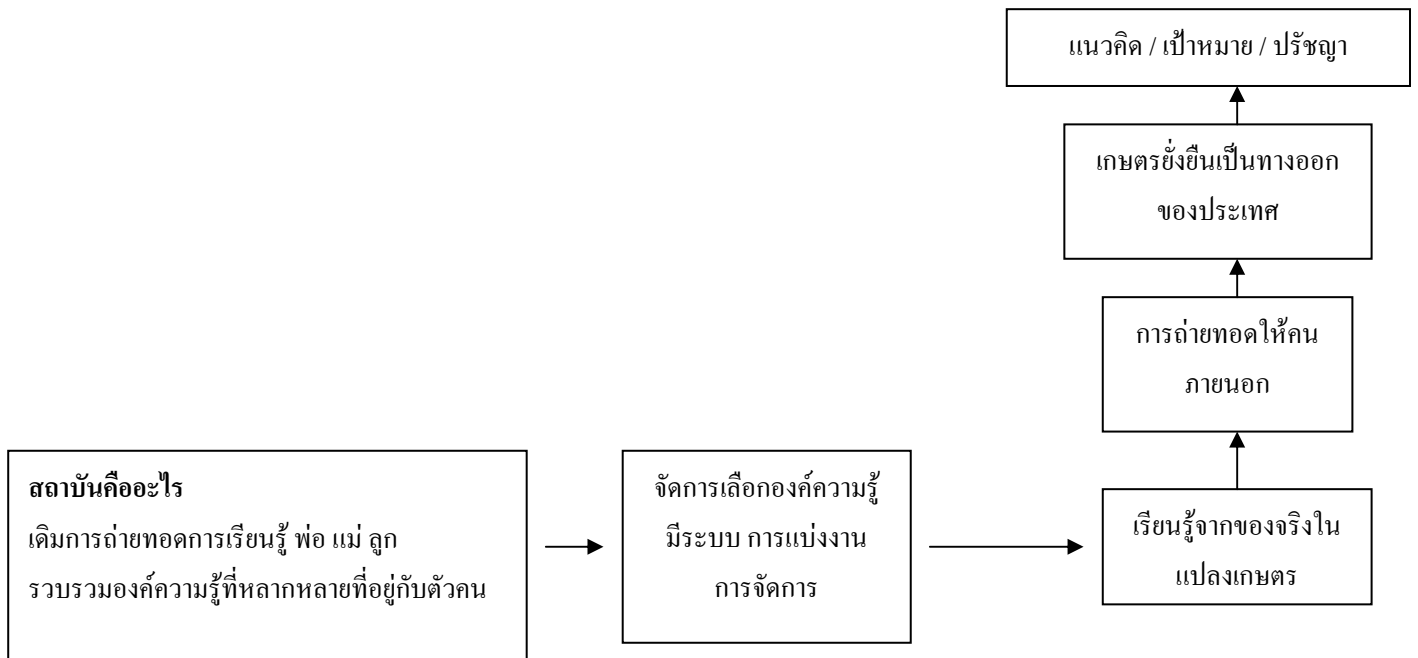 แนวคิด / เป้าหมาย / ปรัชญา
เกษตรยั่งยืนเป็นทางออก
ของประเทศ
การถ่ายทอดให้คน
ภายนอก
สถาบันคืออะไร
เดิมการถ่ายทอดการเรียนรู้ พ่อ แม่ ลูก
รวบรวมองค์ความรู้ที่หลากหลายที่อยู่กับตัวคน
จัดการเลือกองค์ความรู้
มีระบบ การแบ่งงาน
การจัดการ
เรียนรู้จากของจริงใน
แปลงเกษตร